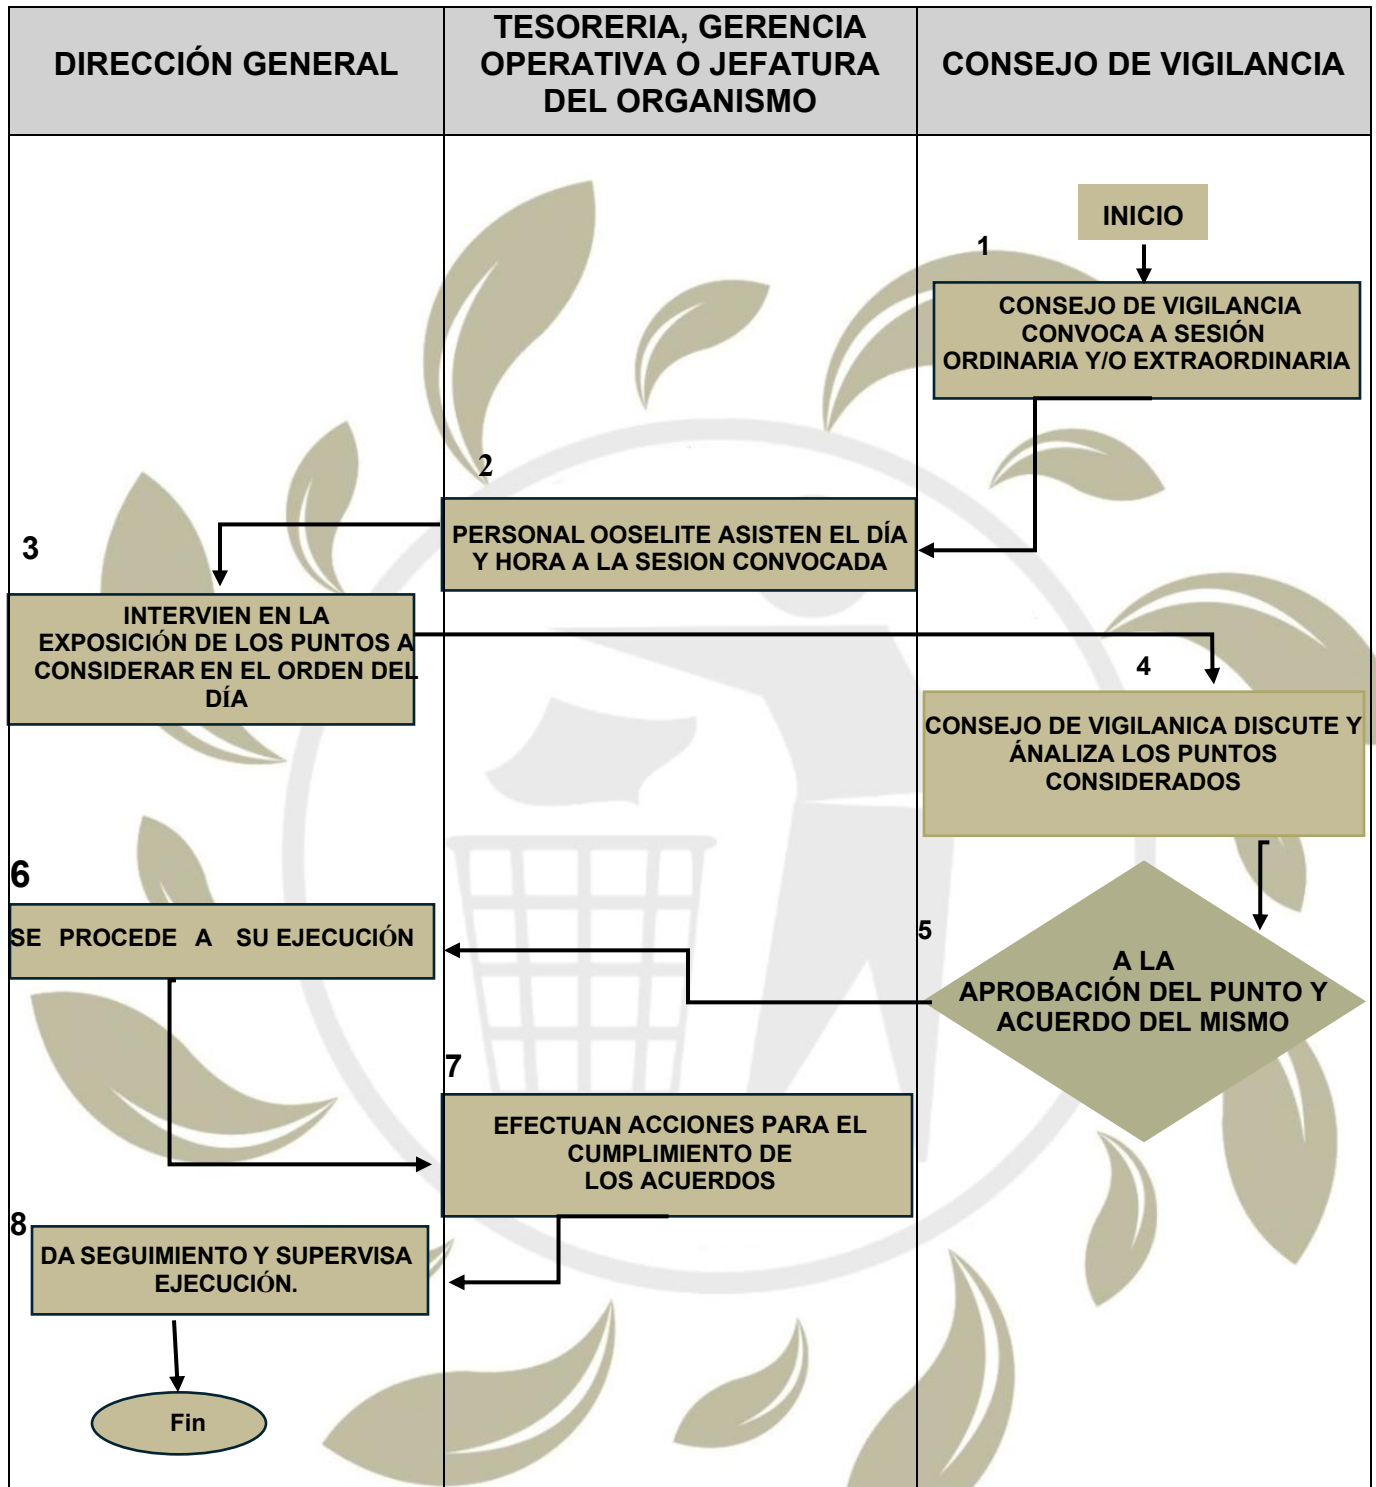 DIRECCIÓN GENERAL
TESORERIA, GERENCIA
OPERATIVA O JEFATURA
DEL ORGANISMO
CONSEJO DE VIGILANCIA
INICIO
1
CONSEJO DE VIGILANCIA
CONVOCA A SESIÓN
ORDINARIA Y/O EXTRAORDINARIA
2
PERSONAL OOSELITE ASISTEN EL DÍA
Y HORA A LA SESION CONVOCADA
3
INTERVIEN EN LA
EXPOSICIÓN DE LOS PUNTOS A
CONSIDERAR EN EL ORDEN DEL
DÍA
4
CONSEJO DE VIGILANICA DISCUTE Y
ÁNALIZA LOS PUNTOS
CONSIDERADOS
5
A LA
APROBACIÓN DEL PUNTO Y
ACUERDO DEL MISMO
6
SE PROCEDE A SU EJECUCIÓN
7
EFECTUAN ACCIONES PARA EL
CUMPLIMIENTO DE
LOS ACUERDOS
8
DA SEGUIMIENTO Y SUPERVISA
EJECUCIÓN.
Fin